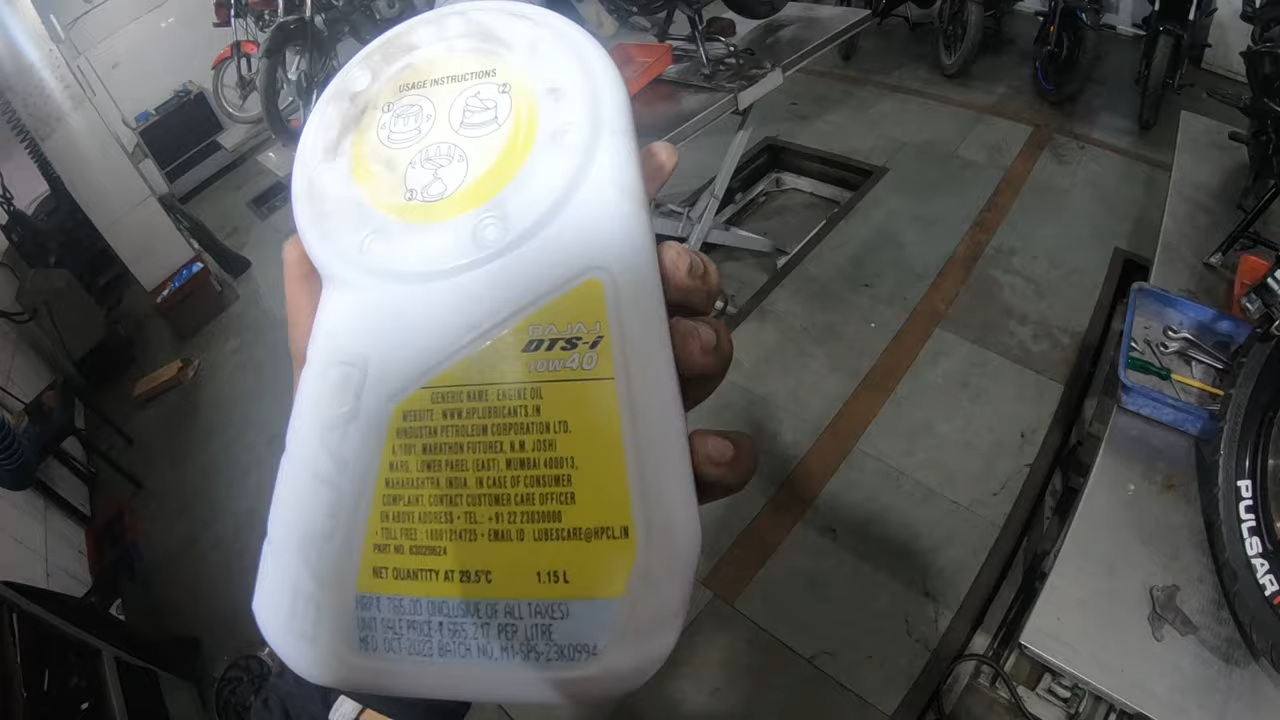 USAGE INSTRUCTIONS
1
2
3
BAJAJ
DTS-i
10W40
GENERIC NAME : ENGINE OIL
WEBSITE : WWW.HPLUBRICANTS.IN
HINDUSTAN PETROLEUM CORPORATION LTD.
A/1001, MARATHON FUTUREX, N.M. JOSHI
MARG, LOWER PAREL (EAST), MUMBAI 400013,
MAHARASHTRA, INDIA. IN CASE OF CONSUMER
COMPLAINT, CONTACT CUSTOMER CARE OFFICER
ON ABOVE ADDRESS • TEL.: +91 22 23030000
• TOLL FREE : 18001214725 • EMAIL ID : LUBESCARE@HPCL.IN
PART NO. 63020624
NET QUANTITY AT 29.5°C 1.15 L
MRP ₹ 765.00 (INCLUSIVE OF ALL TAXES)
UNIT SALE PRICE ₹ 665.217 PER LITRE
MFD. OCT-2023 BATCH NO. M1-SPS-23K0994
PULSAR